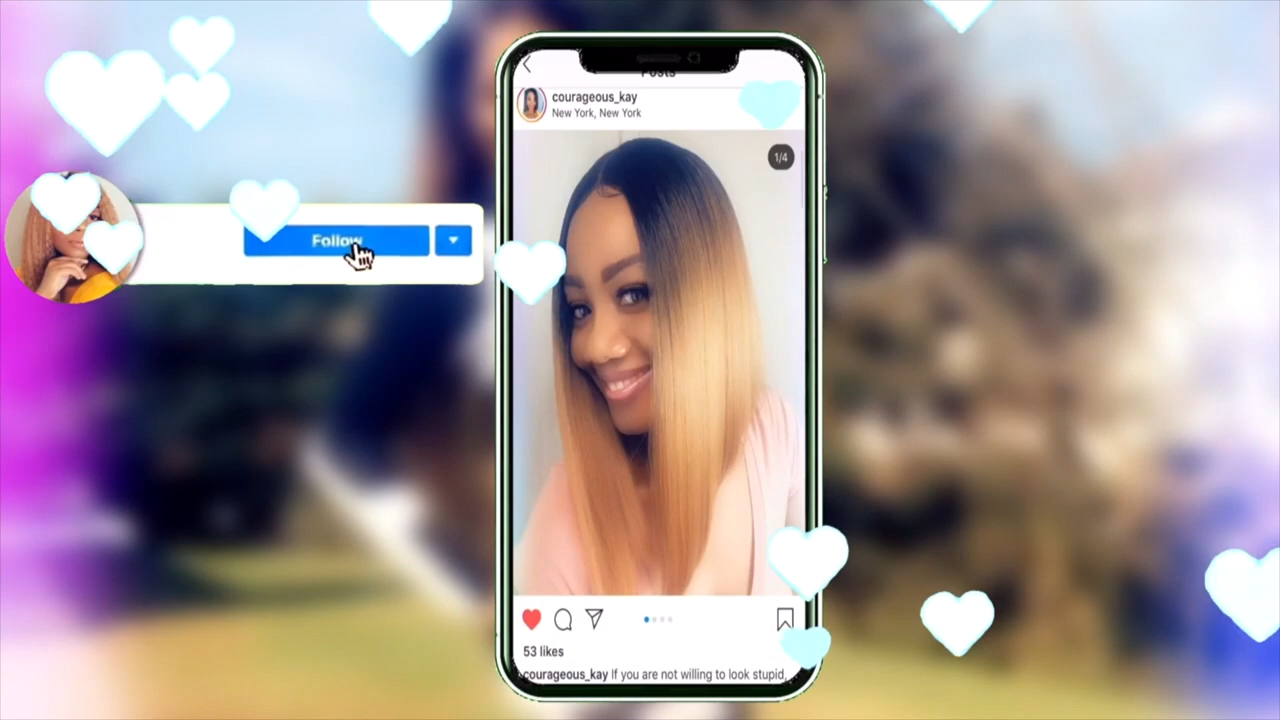 Posts
courageous_kay
New York, New York
1/4
Follow
53 likes
courageous_kay If you are not willing to look stupid,